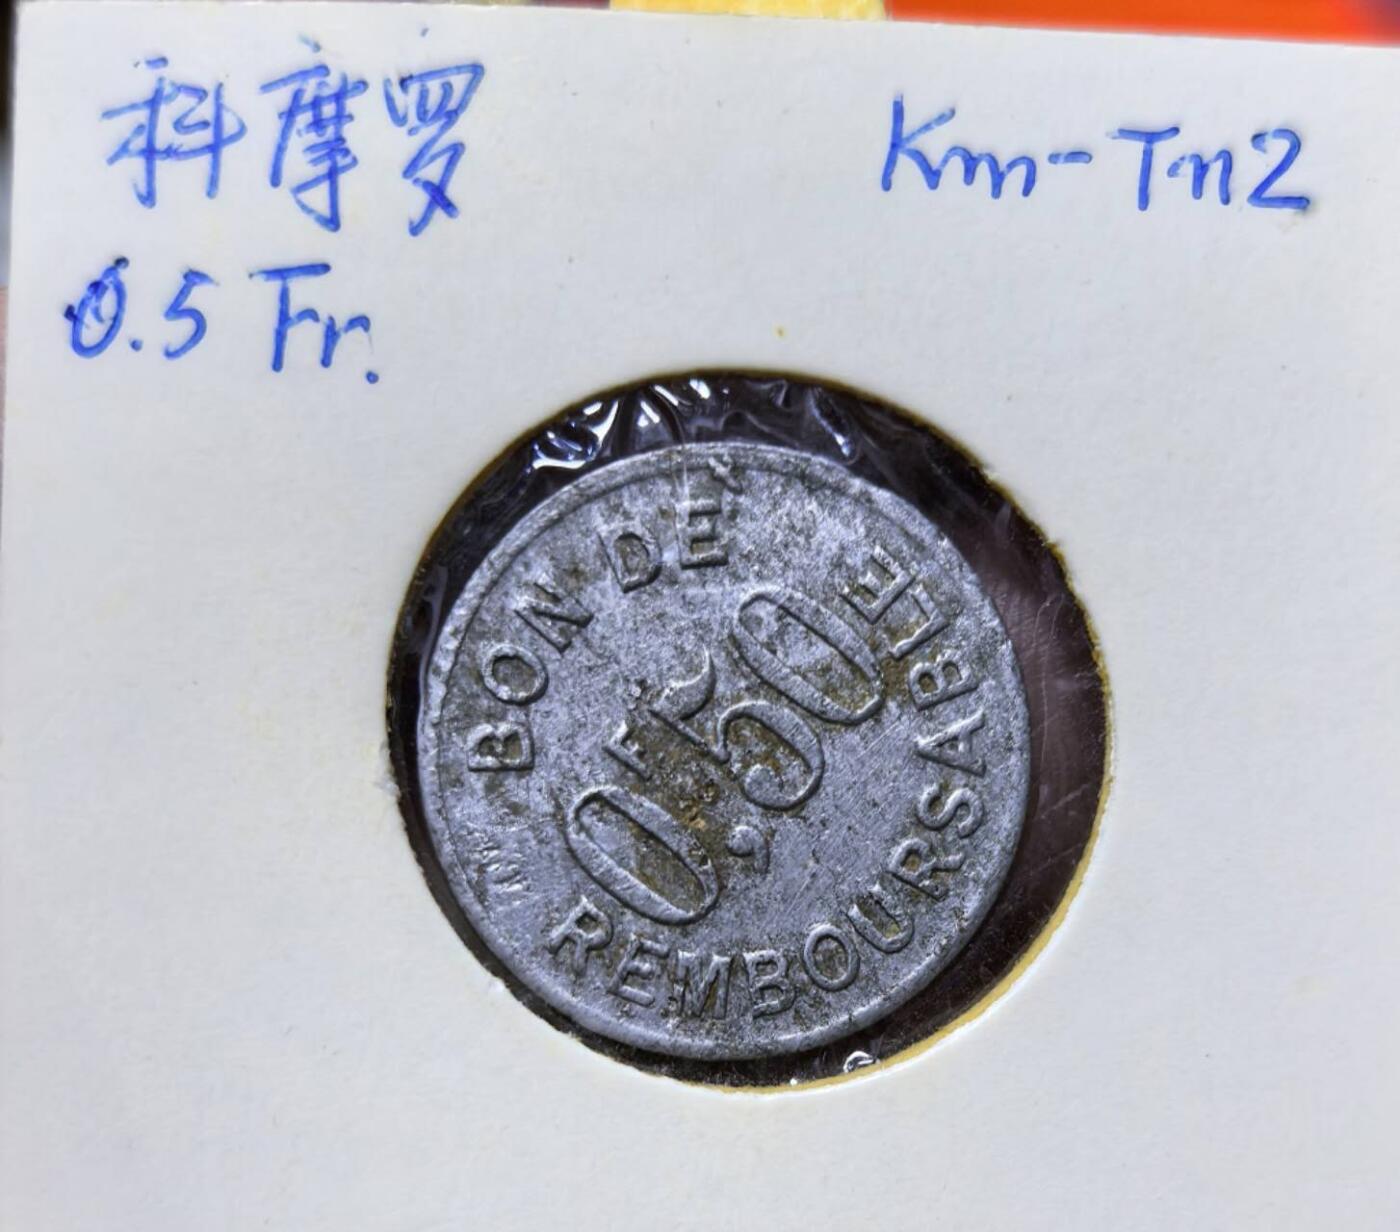 科摩罗
Km-Tn2
0.5 Fr.
BON DE
0,50
F
REMBOURSABLE